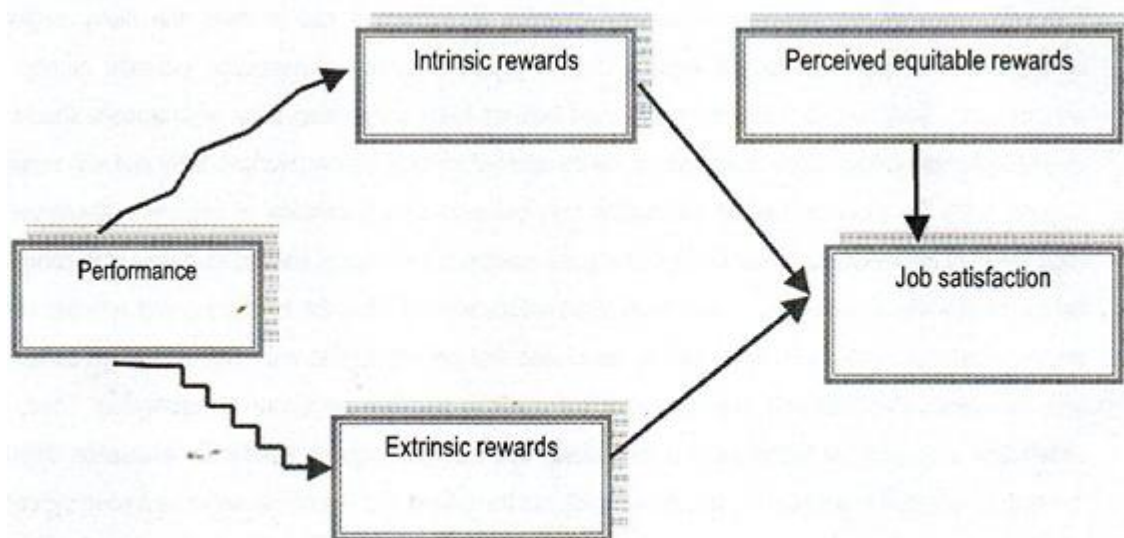 Intrinsic rewards
Perceived equitable rewards
Performance
Job satisfaction
Extrinsic rewards